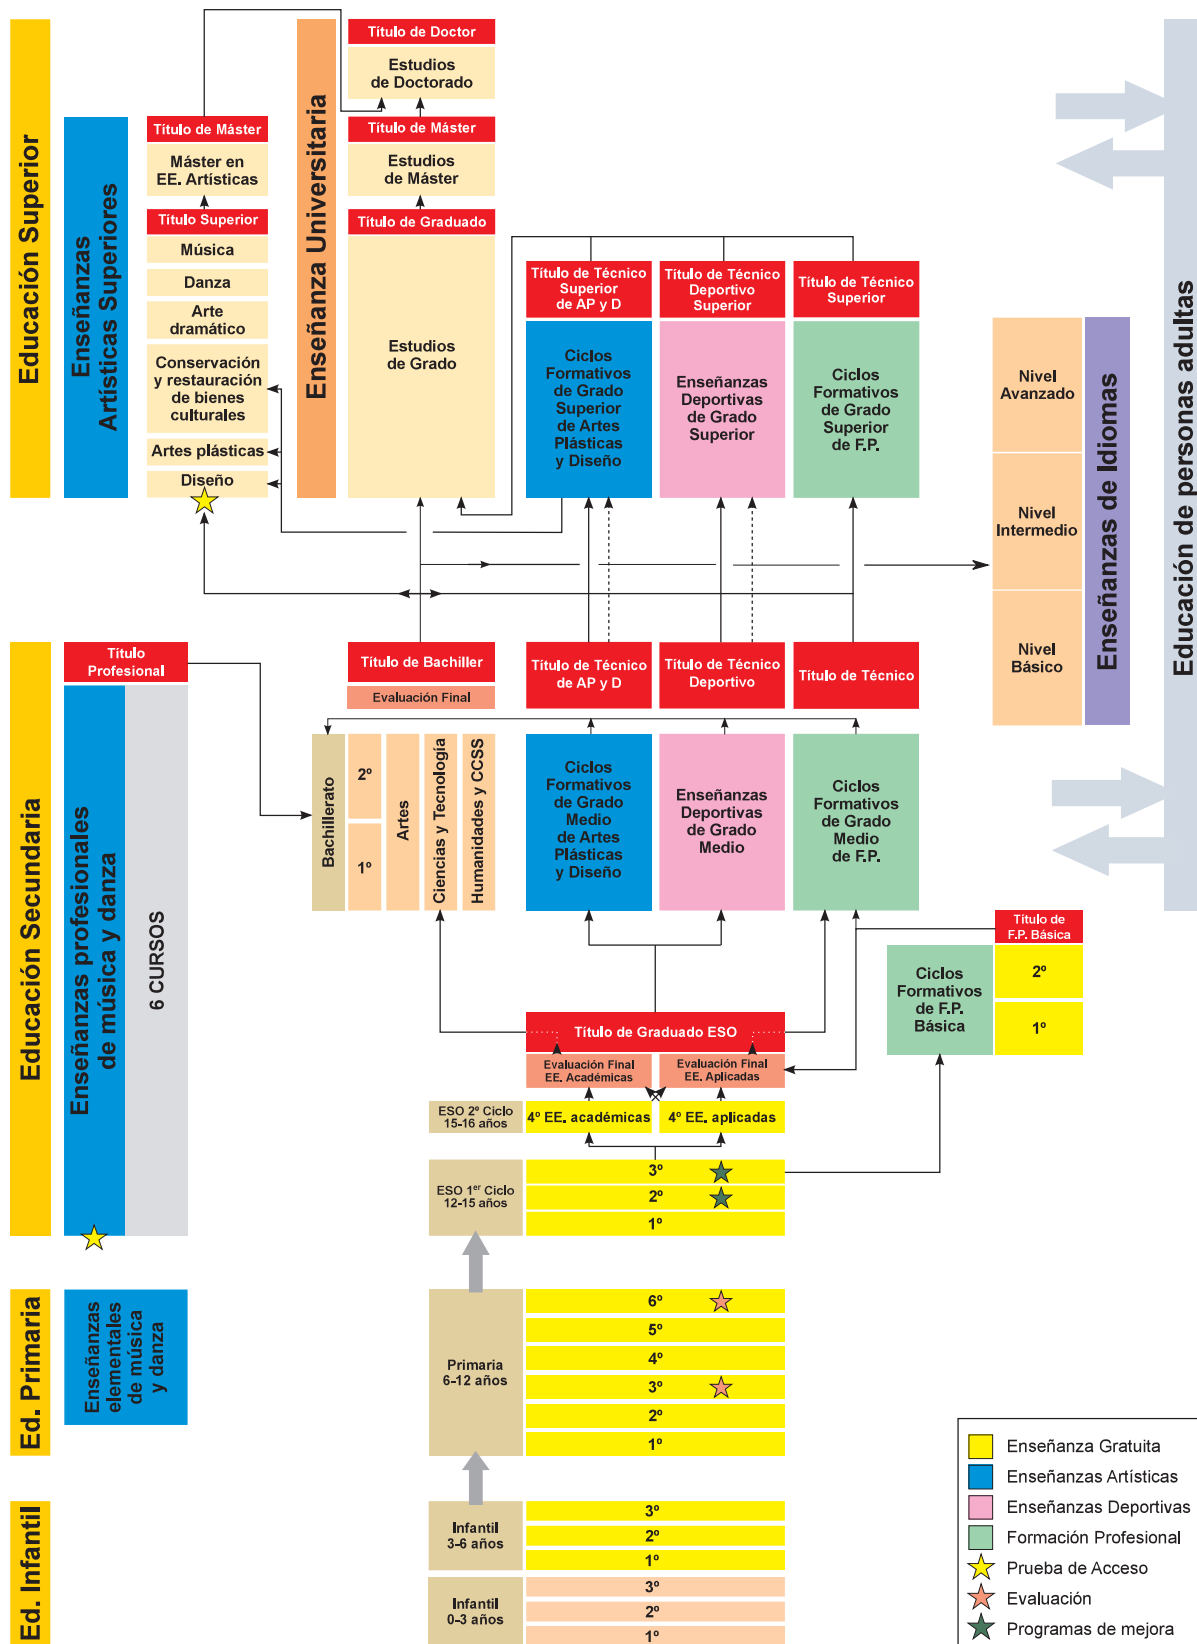 Educación Superior
Enseñanzas
Artísticas Superiores
Título de Máster
Máster en
EE. Artísticas
Título Superior
Música
Danza
Arte
dramático
Conservación
y restauración
de bienes
culturales
Artes plásticas
Diseño
Enseñanza Universitaria
Título de Doctor
Estudios
de Doctorado
Título de Máster
Estudios
de Máster
Título de Graduado
Estudios
de Grado
Título de Técnico
Superior
de AP y D
Ciclos
Formativos
de Grado
Superior
de Artes
Plásticas
y Diseño
Título de Técnico
Deportivo
Superior
Enseñanzas
Deportivas
de Grado
Superior
Título de Técnico
Superior
Ciclos
Formativos
de Grado
Superior
de F.P.
Nivel
Avanzado
Nivel
Intermedio
Nivel
Básico
Enseñanzas de Idiomas
Educación de personas adultas
Educación Secundaria
Título
Profesional
Enseñanzas profesionales
de música y danza
6 CURSOS
Título de Bachiller
Evaluación Final
Bachillerato
2º
1º
Artes
Ciencias y Tecnología
Humanidades y CCSS
Título de Técnico
de AP y D
Ciclos
Formativos
de Grado
Medio
de Artes
Plásticas
y Diseño
Título de Técnico
Deportivo
Enseñanzas
Deportivas
de Grado
Medio
Título de Técnico
Ciclos
Formativos
de Grado
Medio
de F.P.
Título de
F.P. Básica
Ciclos
Formativos
de F.P.
Básica
2º
1º
Título de Graduado ESO
Evaluación Final
EE. Académicas
Evaluación Final
EE. Aplicadas
ESO 2º Ciclo
15-16 años
4º EE. académicas
4º EE. aplicadas
ESO 1er Ciclo
12-15 años
3º
2º
1º
Ed. Primaria
Enseñanzas
elementales
de música
y danza
Primaria
6-12 años
6º
5º
4º
3º
2º
1º
Ed. Infantil
Infantil
3-6 años
3º
2º
1º
Infantil
0-3 años
3º
2º
1º
Enseñanza Gratuita
Enseñanzas Artísticas
Enseñanzas Deportivas
Formación Profesional
Prueba de Acceso
Evaluación
Programas de mejora